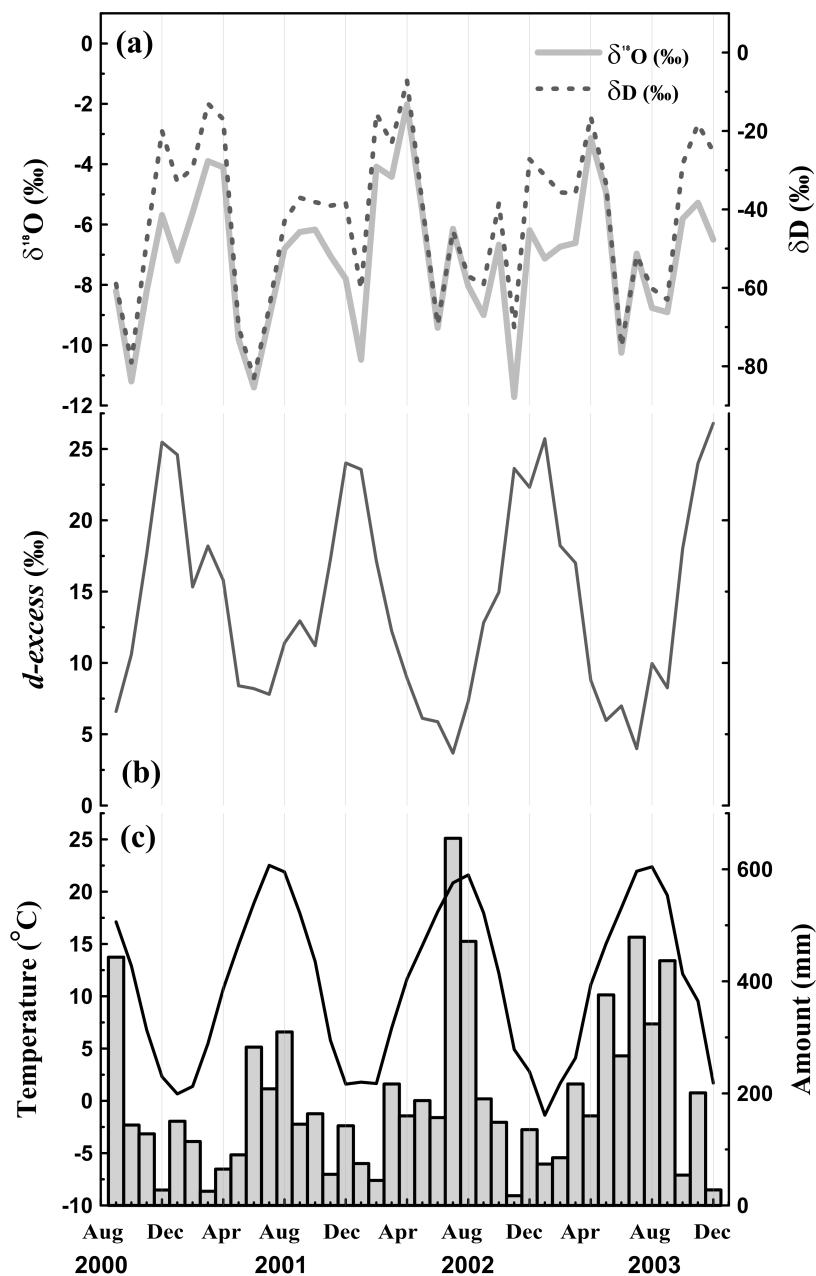 (a)
δ¹⁸O (‰)
δD (‰)
0
-2
-4
-6
-8
-10
-12
δ¹⁸O (‰)
0
-20
-40
-60
-80
δD (‰)
25
20
15
10
5
0
d-excess (‰)
(b)
(c)
25
20
15
10
5
0
-5
-10
Temperature (°C)
600
400
200
0
Amount (mm)
Aug Dec Apr Aug Dec Apr Aug Dec Apr Aug Dec
2000 2001 2002 2003